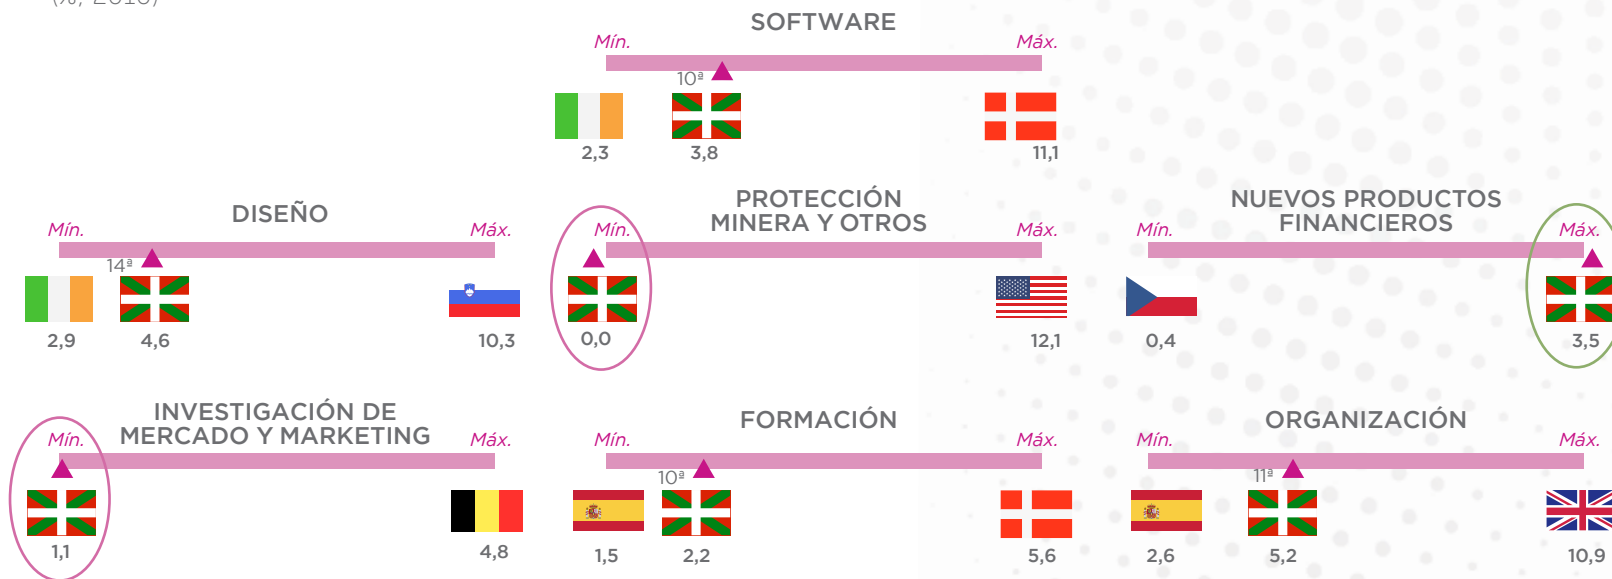 SOFTWARE
Mín. Máx.
10ª
2,3 3,8 11,1
DISEÑO
Mín. Máx.
14ª
2,9 4,6 10,3
PROTECCIÓN
MINERA Y OTROS
Mín. Máx.
0,0 12,1
NUEVOS PRODUCTOS
FINANCIEROS
Mín. Máx.
0,4 3,5
INVESTIGACIÓN DE
MERCADO Y MARKETING
Mín. Máx.
1,1 4,8
FORMACIÓN
Mín. Máx.
10ª
1,5 2,2 5,6
ORGANIZACIÓN
Mín. Máx.
11ª
2,6 5,2 10,9